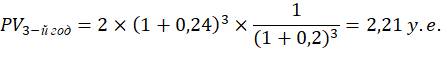 PV₃₋й год = 2 × (1 + 0,24)³ × 1/(1 + 0,2)³ = 2,21 у.е.